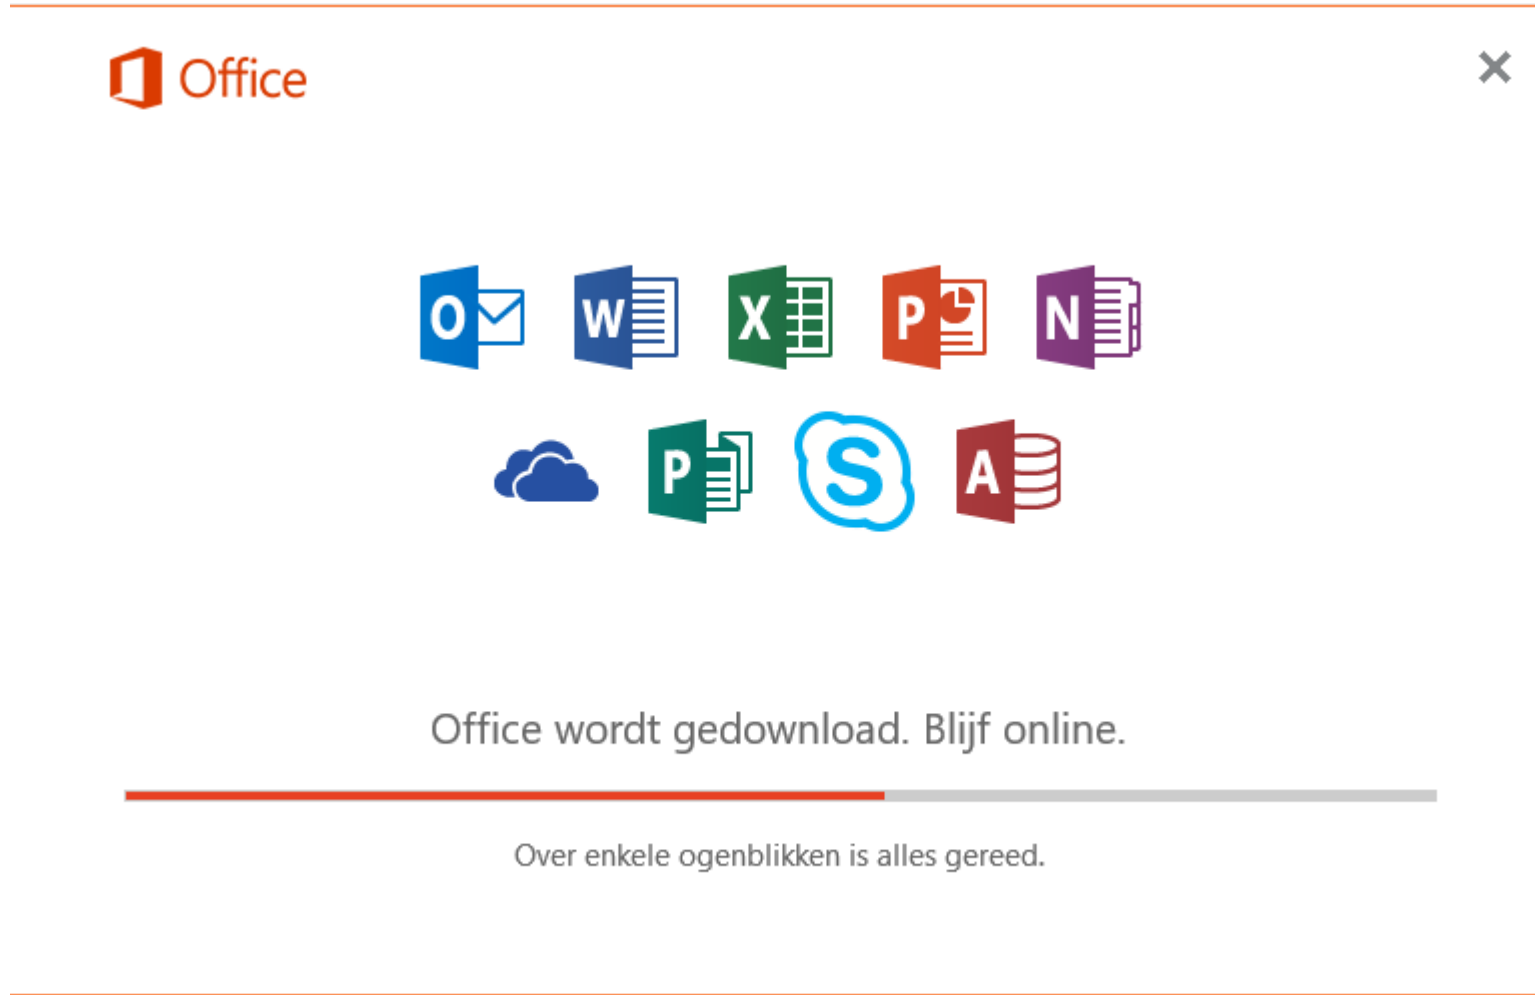 Office
O W X P N
P S A
Office wordt gedownload. Blijf online.
Over enkele ogenblikken is alles gereed.